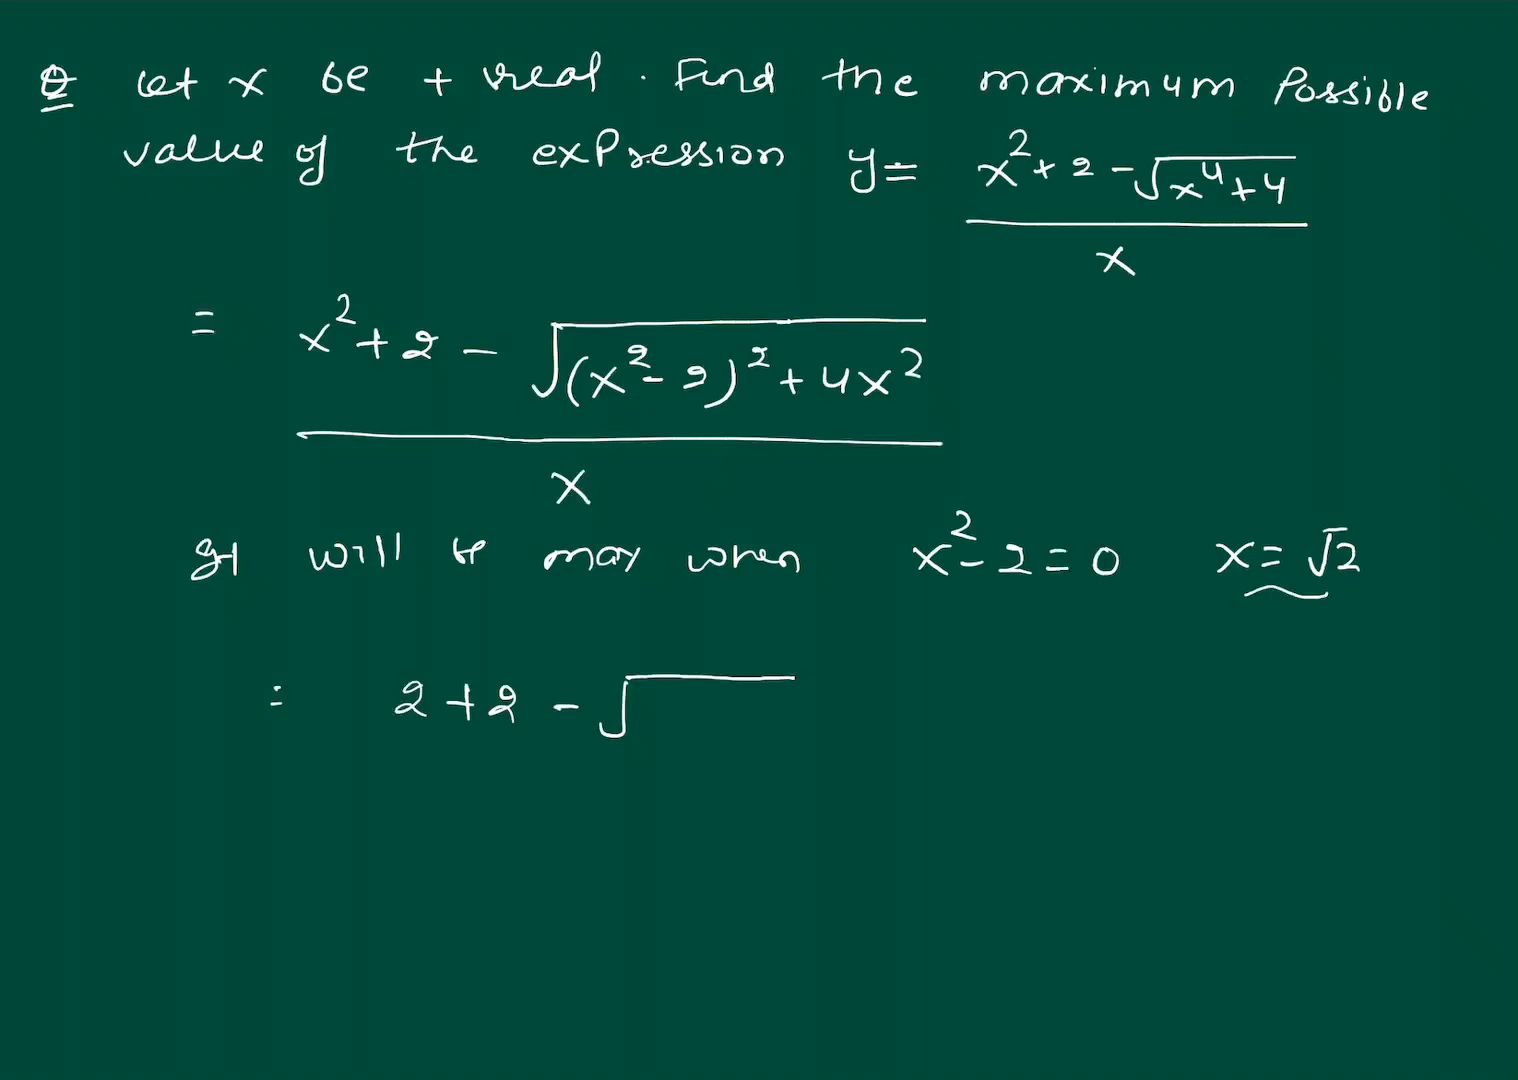 Q let x be + real . Find the maximum Possible
value of the expression y = x² + 2 - √(x⁴ + 4) / x
= x² + 2 - √((x² - 2)² + 4x²) / x
It will be max when x² - 2 = 0 x = √2
= 2 + 2 - √